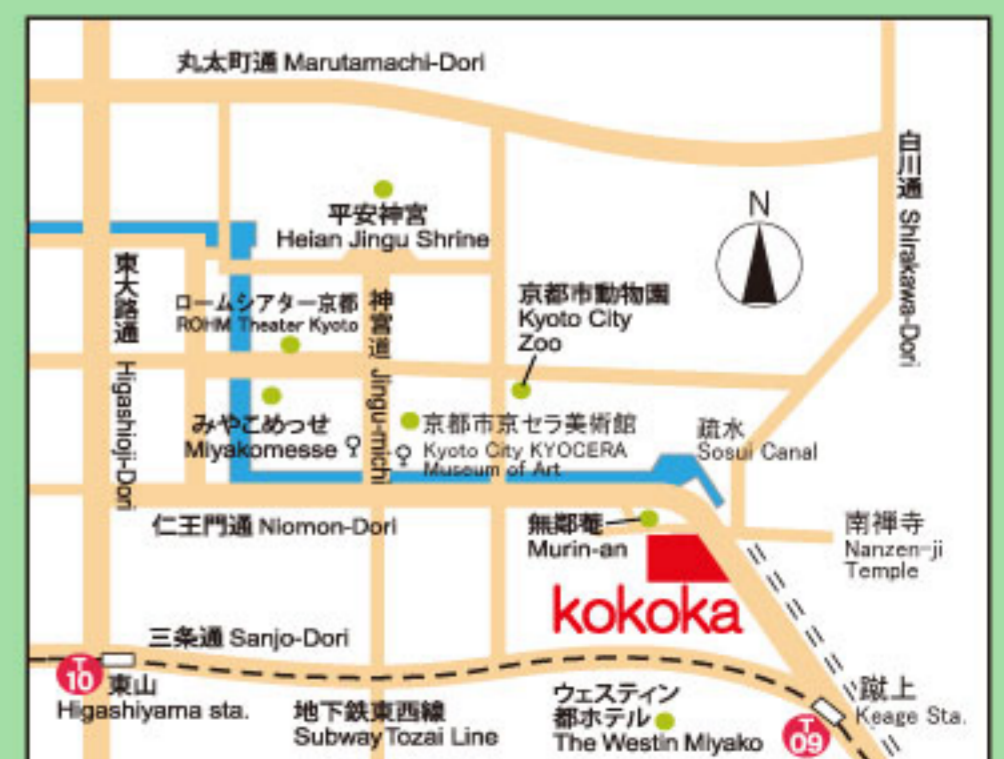 丸太町通 Marutamachi-Dori
白川通 Shirakawa-Dori
N
平安神宮
Heian Jingu Shrine
東大路通 Higashioji-Dori
ロームシアター京都
ROHM Theater Kyoto
神宮道 Jingu-michi
京都市動物園
Kyoto City
Zoo
みやこめっせ
Miyakomesse
京都市京セラ美術館
Kyoto City KYOCERA
Museum of Art
疏水
Sosui Canal
仁王門通 Niomon-Dori
無鄰菴
Murin-an
南禅寺
Nanzen-ji
Temple
kokoka
三条通 Sanjo-Dori
T
10
東山
Higashiyama sta.
地下鉄東西線
Subway Tozai Line
ウェスティン
都ホテル
The Westin Miyako
蹴上
Keage Sta.
T
09